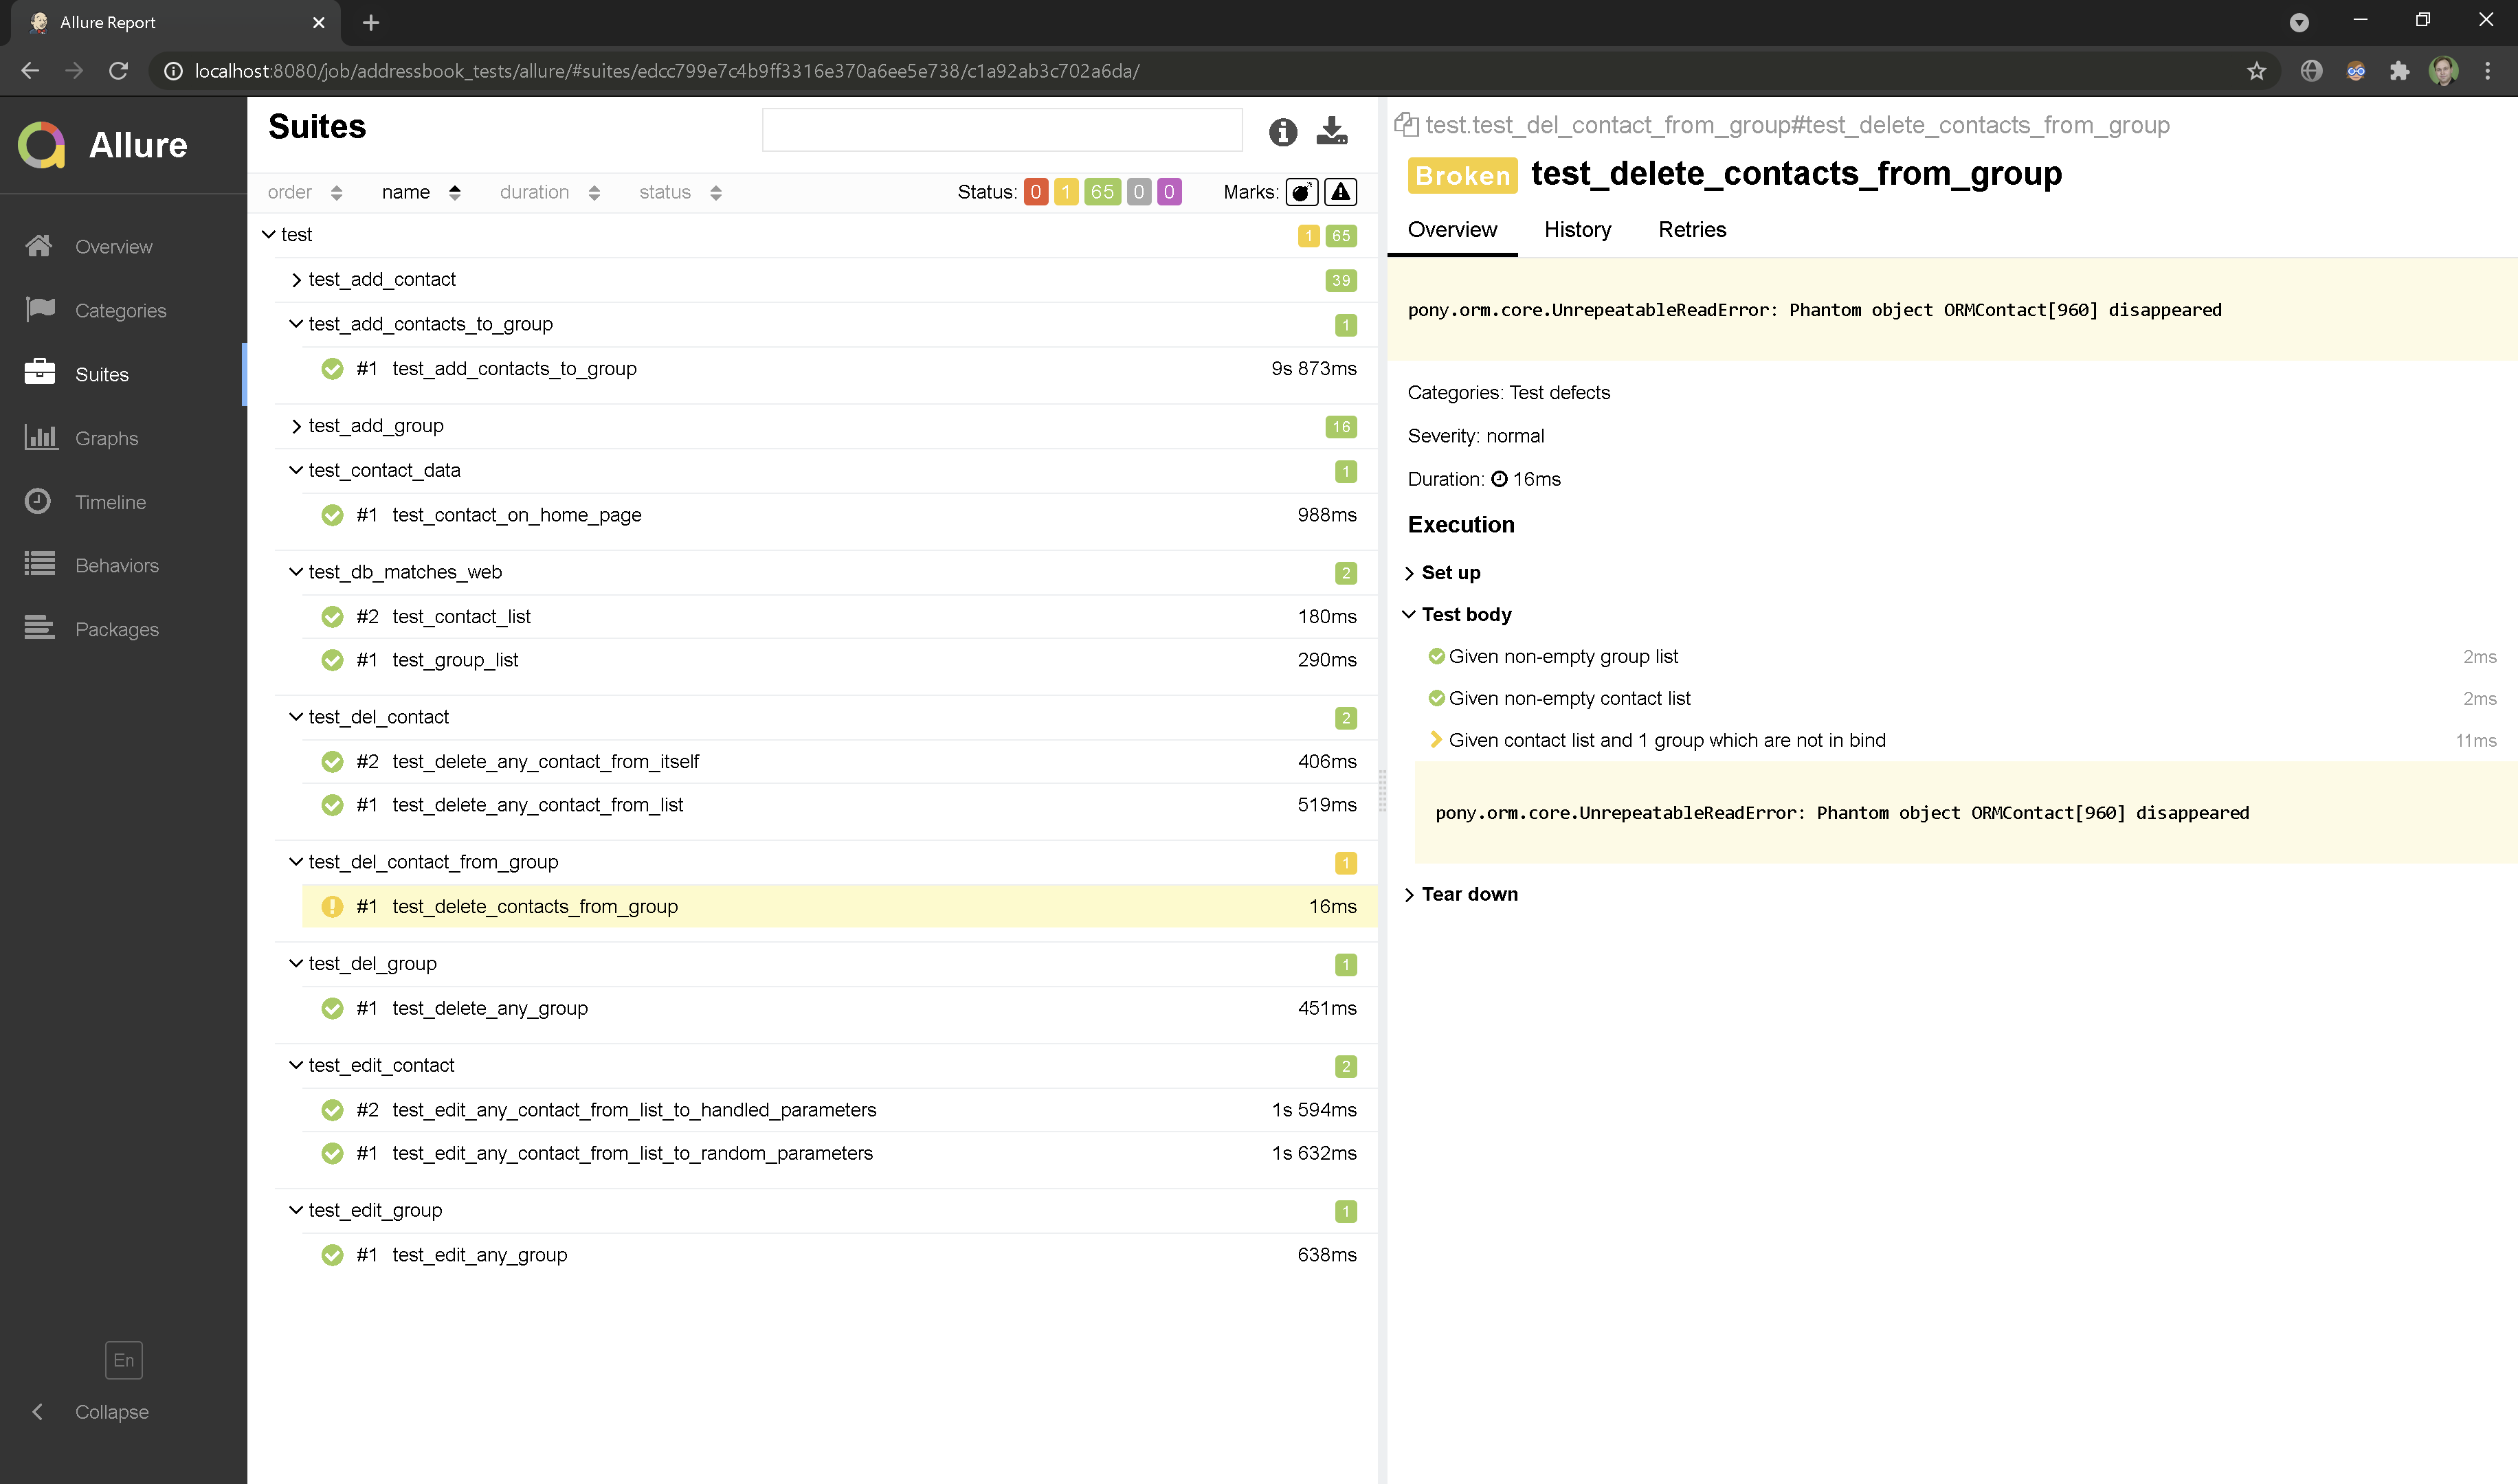 Allure Report
localhost:8080/job/addressbook_tests/allure/#suites/edcc799e7c4b9ff3316e370a6ee5e738/c1a92ab3c702a6da/
Allure
Overview
Categories
Suites
Graphs
Timeline
Behaviors
Packages
En
Collapse
Suites
order name duration status Status: 0 1 65 0 0 Marks:
test 1 65
test_add_contact 39
test_add_contacts_to_group 1
#1 test_add_contacts_to_group 9s 873ms
test_add_group 16
test_contact_data 1
#1 test_contact_on_home_page 988ms
test_db_matches_web 2
#2 test_contact_list 180ms
#1 test_group_list 290ms
test_del_contact 2
#2 test_delete_any_contact_from_itself 406ms
#1 test_delete_any_contact_from_list 519ms
test_del_contact_from_group 1
#1 test_delete_contacts_from_group 16ms
test_del_group 1
#1 test_delete_any_group 451ms
test_edit_contact 2
#2 test_edit_any_contact_from_list_to_handled_parameters 1s 594ms
#1 test_edit_any_contact_from_list_to_random_parameters 1s 632ms
test_edit_group 1
#1 test_edit_any_group 638ms
test.test_del_contact_from_group#test_delete_contacts_from_group
Broken test_delete_contacts_from_group
Overview History Retries
pony.orm.core.UnrepeatableReadError: Phantom object ORMContact[960] disappeared
Categories: Test defects
Severity: normal
Duration: 16ms
Execution
Set up
Test body
Given non-empty group list 2ms
Given non-empty contact list 2ms
Given contact list and 1 group which are not in bind 11ms
pony.orm.core.UnrepeatableReadError: Phantom object ORMContact[960] disappeared
Tear down